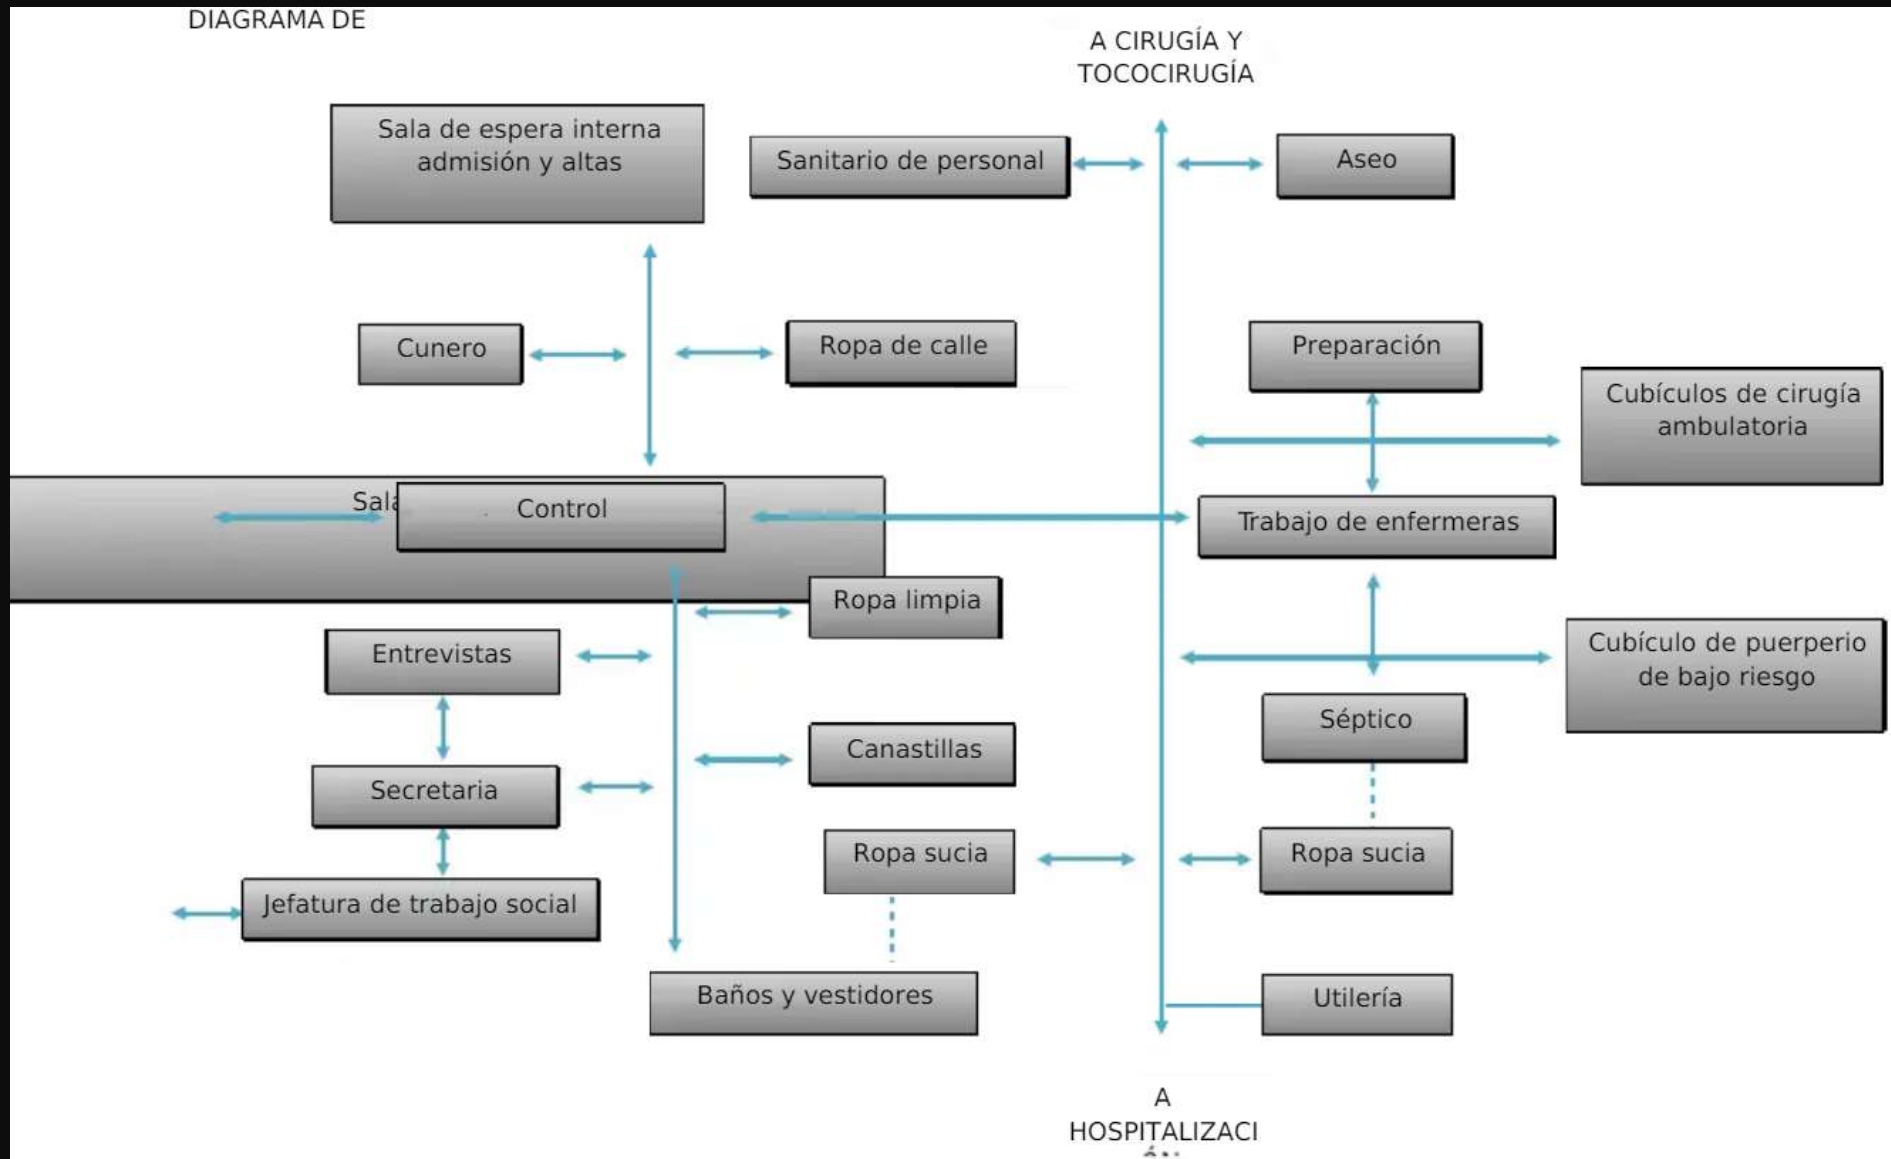 DIAGRAMA DE
A CIRUGÍA Y
TOCOCIRUGÍA
Sala de espera interna
admisión y altas
Sanitario de personal
Aseo
Cunero
Ropa de calle
Preparación
Cubículos de cirugía
ambulatoria
Sala
Control
Trabajo de enfermeras
Ropa limpia
Entrevistas
Cubículo de puerperio
de bajo riesgo
Séptico
Canastillas
Secretaria
Ropa sucia
Ropa sucia
Jefatura de trabajo social
Baños y vestidores
Utilería
A
HOSPITALIZACI